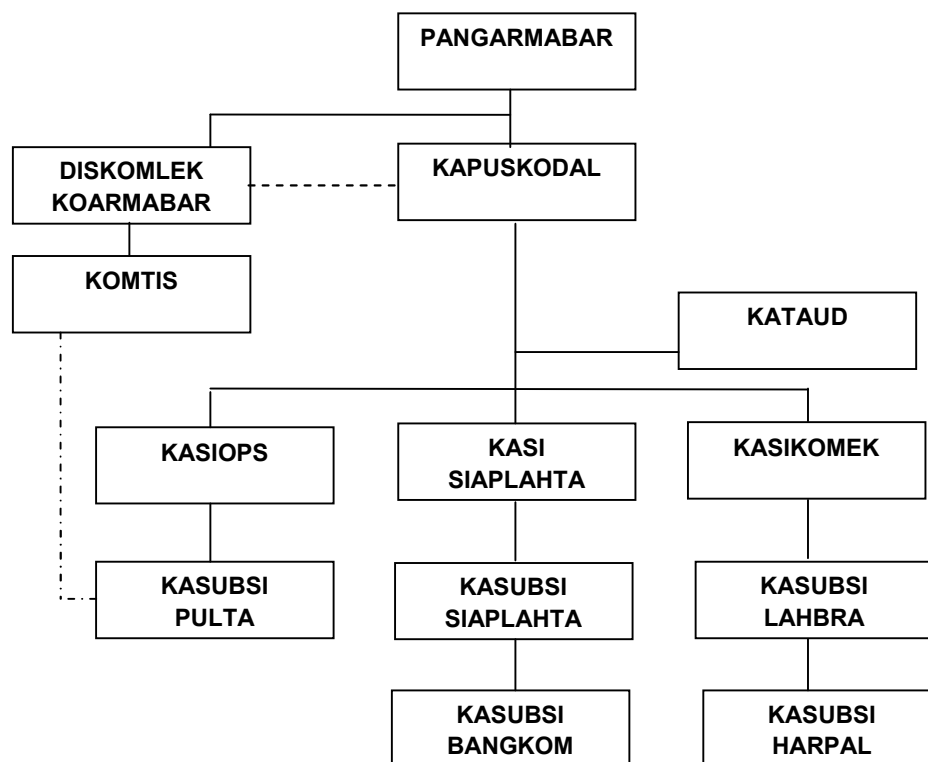 PANGARMABAR
DISKOMLEK
KOARMABAR
KAPUSKODAL
KOMTIS
KATAUD
KASIOPS
KASI
SIAPLAHTA
KASIKOMEK
KASUBSI
PULTA
KASUBSI
SIAPLAHTA
KASUBSI
LAHBRA
KASUBSI
BANGKOM
KASUBSI
HARPAL